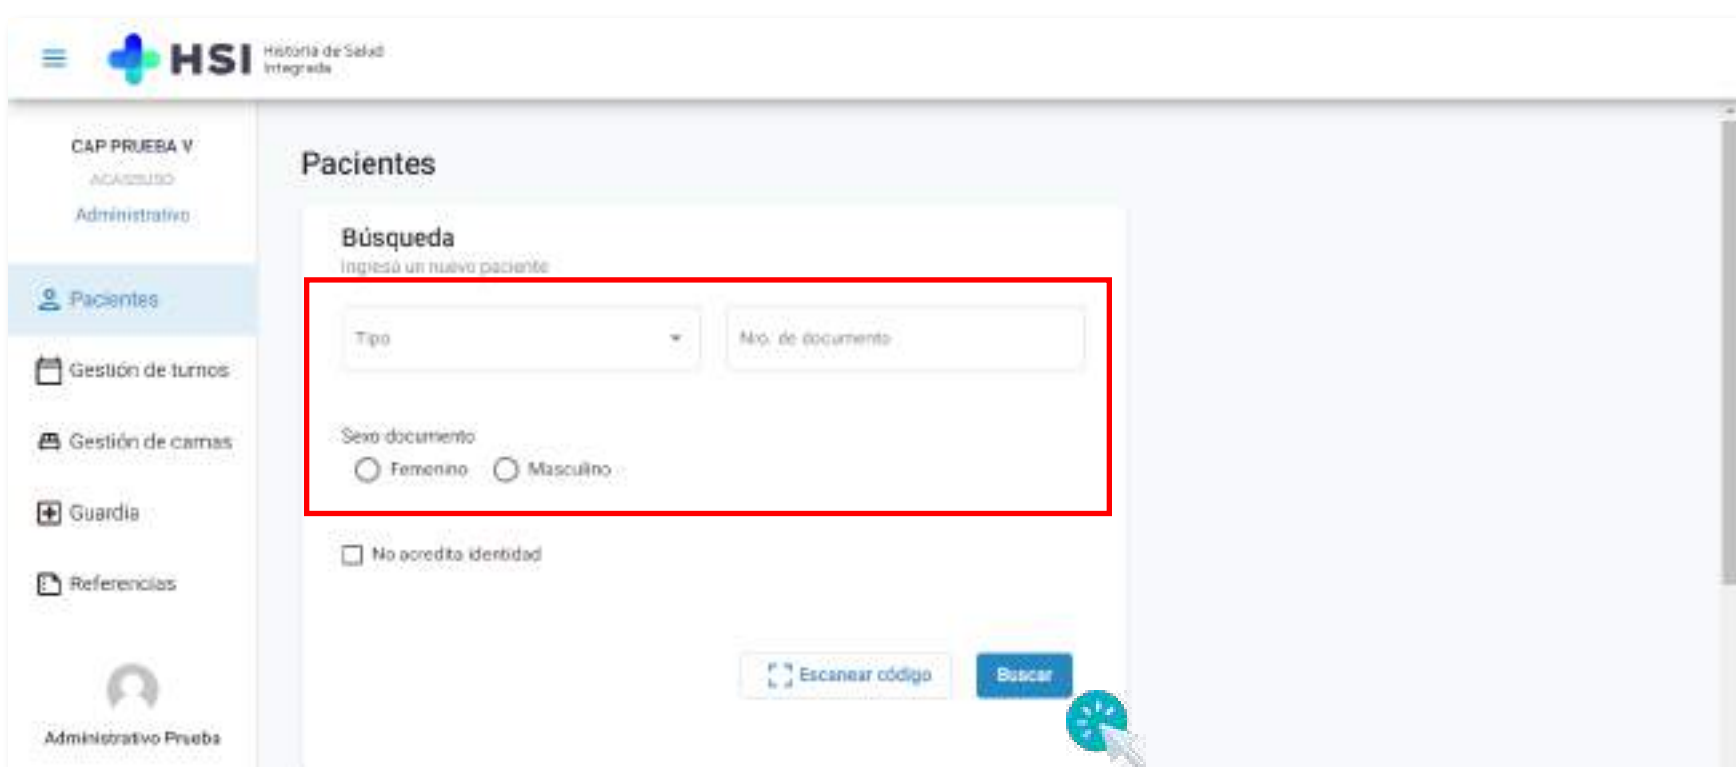 HSI
Historia de Salud
Integrada
CAP PRUEBA V
ACASSUSO
Administrativo
Pacientes
Gestión de turnos
Gestión de camas
Guardia
Referencias
Administrativo Prueba
Pacientes
Búsqueda
Ingresá un nuevo paciente
Tipo
Nro. de documento
Sexo documento
Femenino Masculino
No acredita identidad
Escanear código Buscar